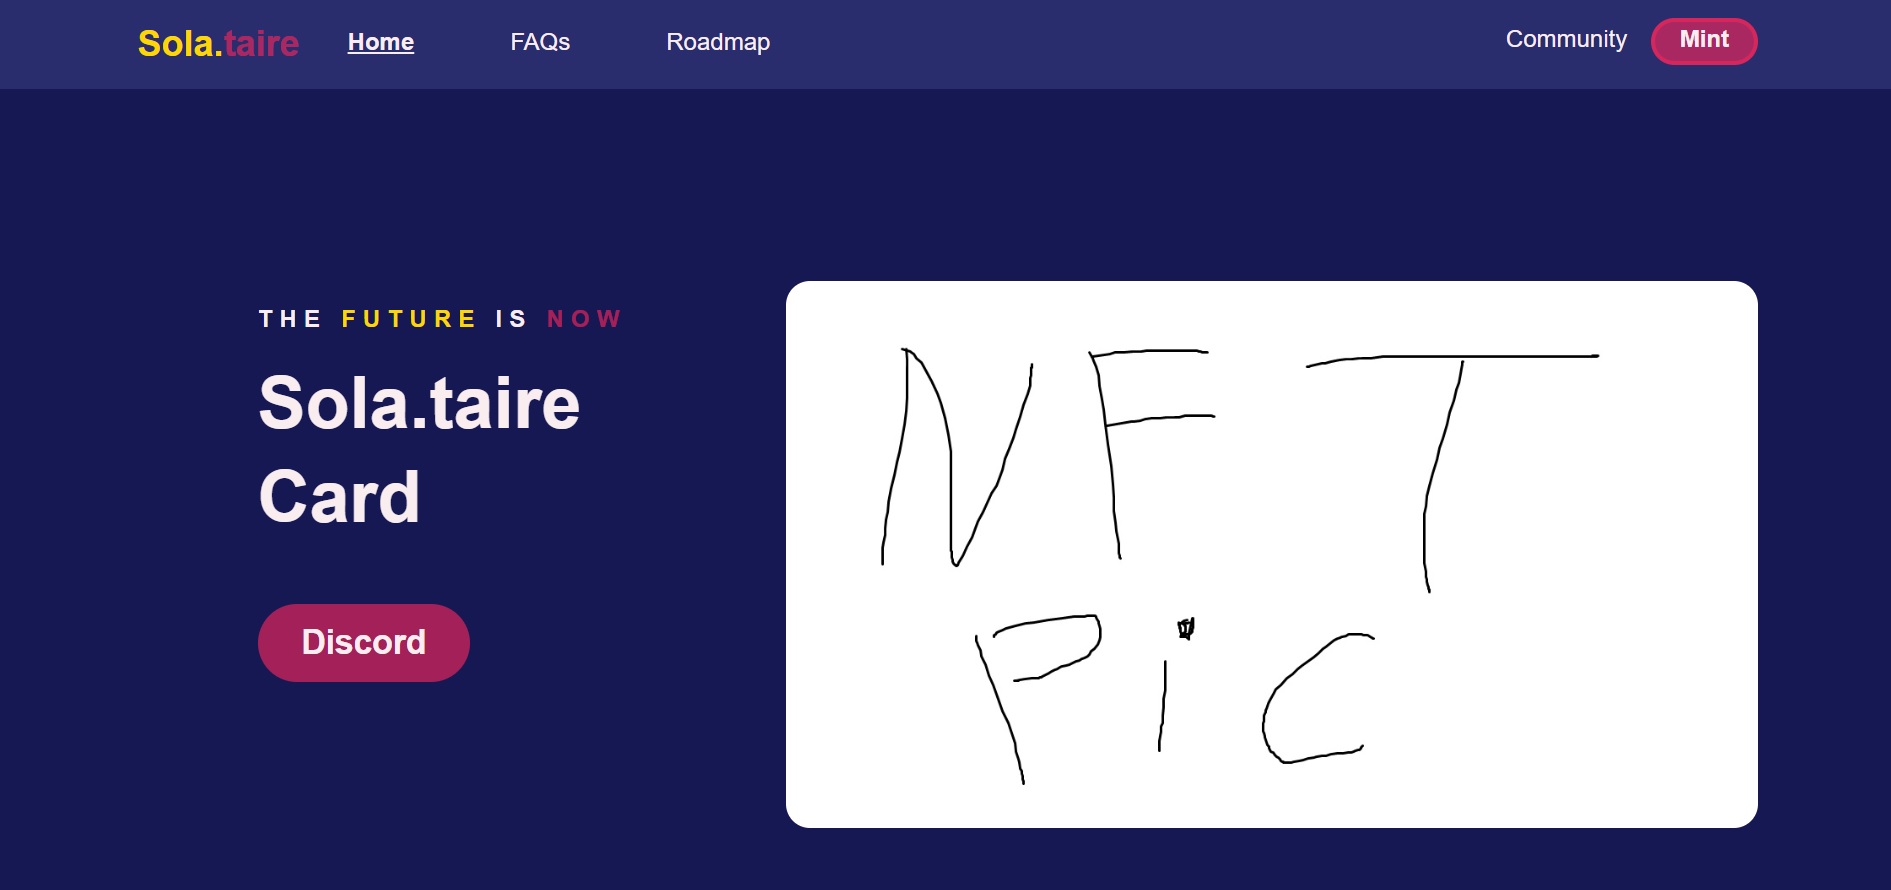 Sola.taire Home FAQs Roadmap Community Mint
THE FUTURE IS NOW
Sola.taire
Card
Discord
NFT
PiC